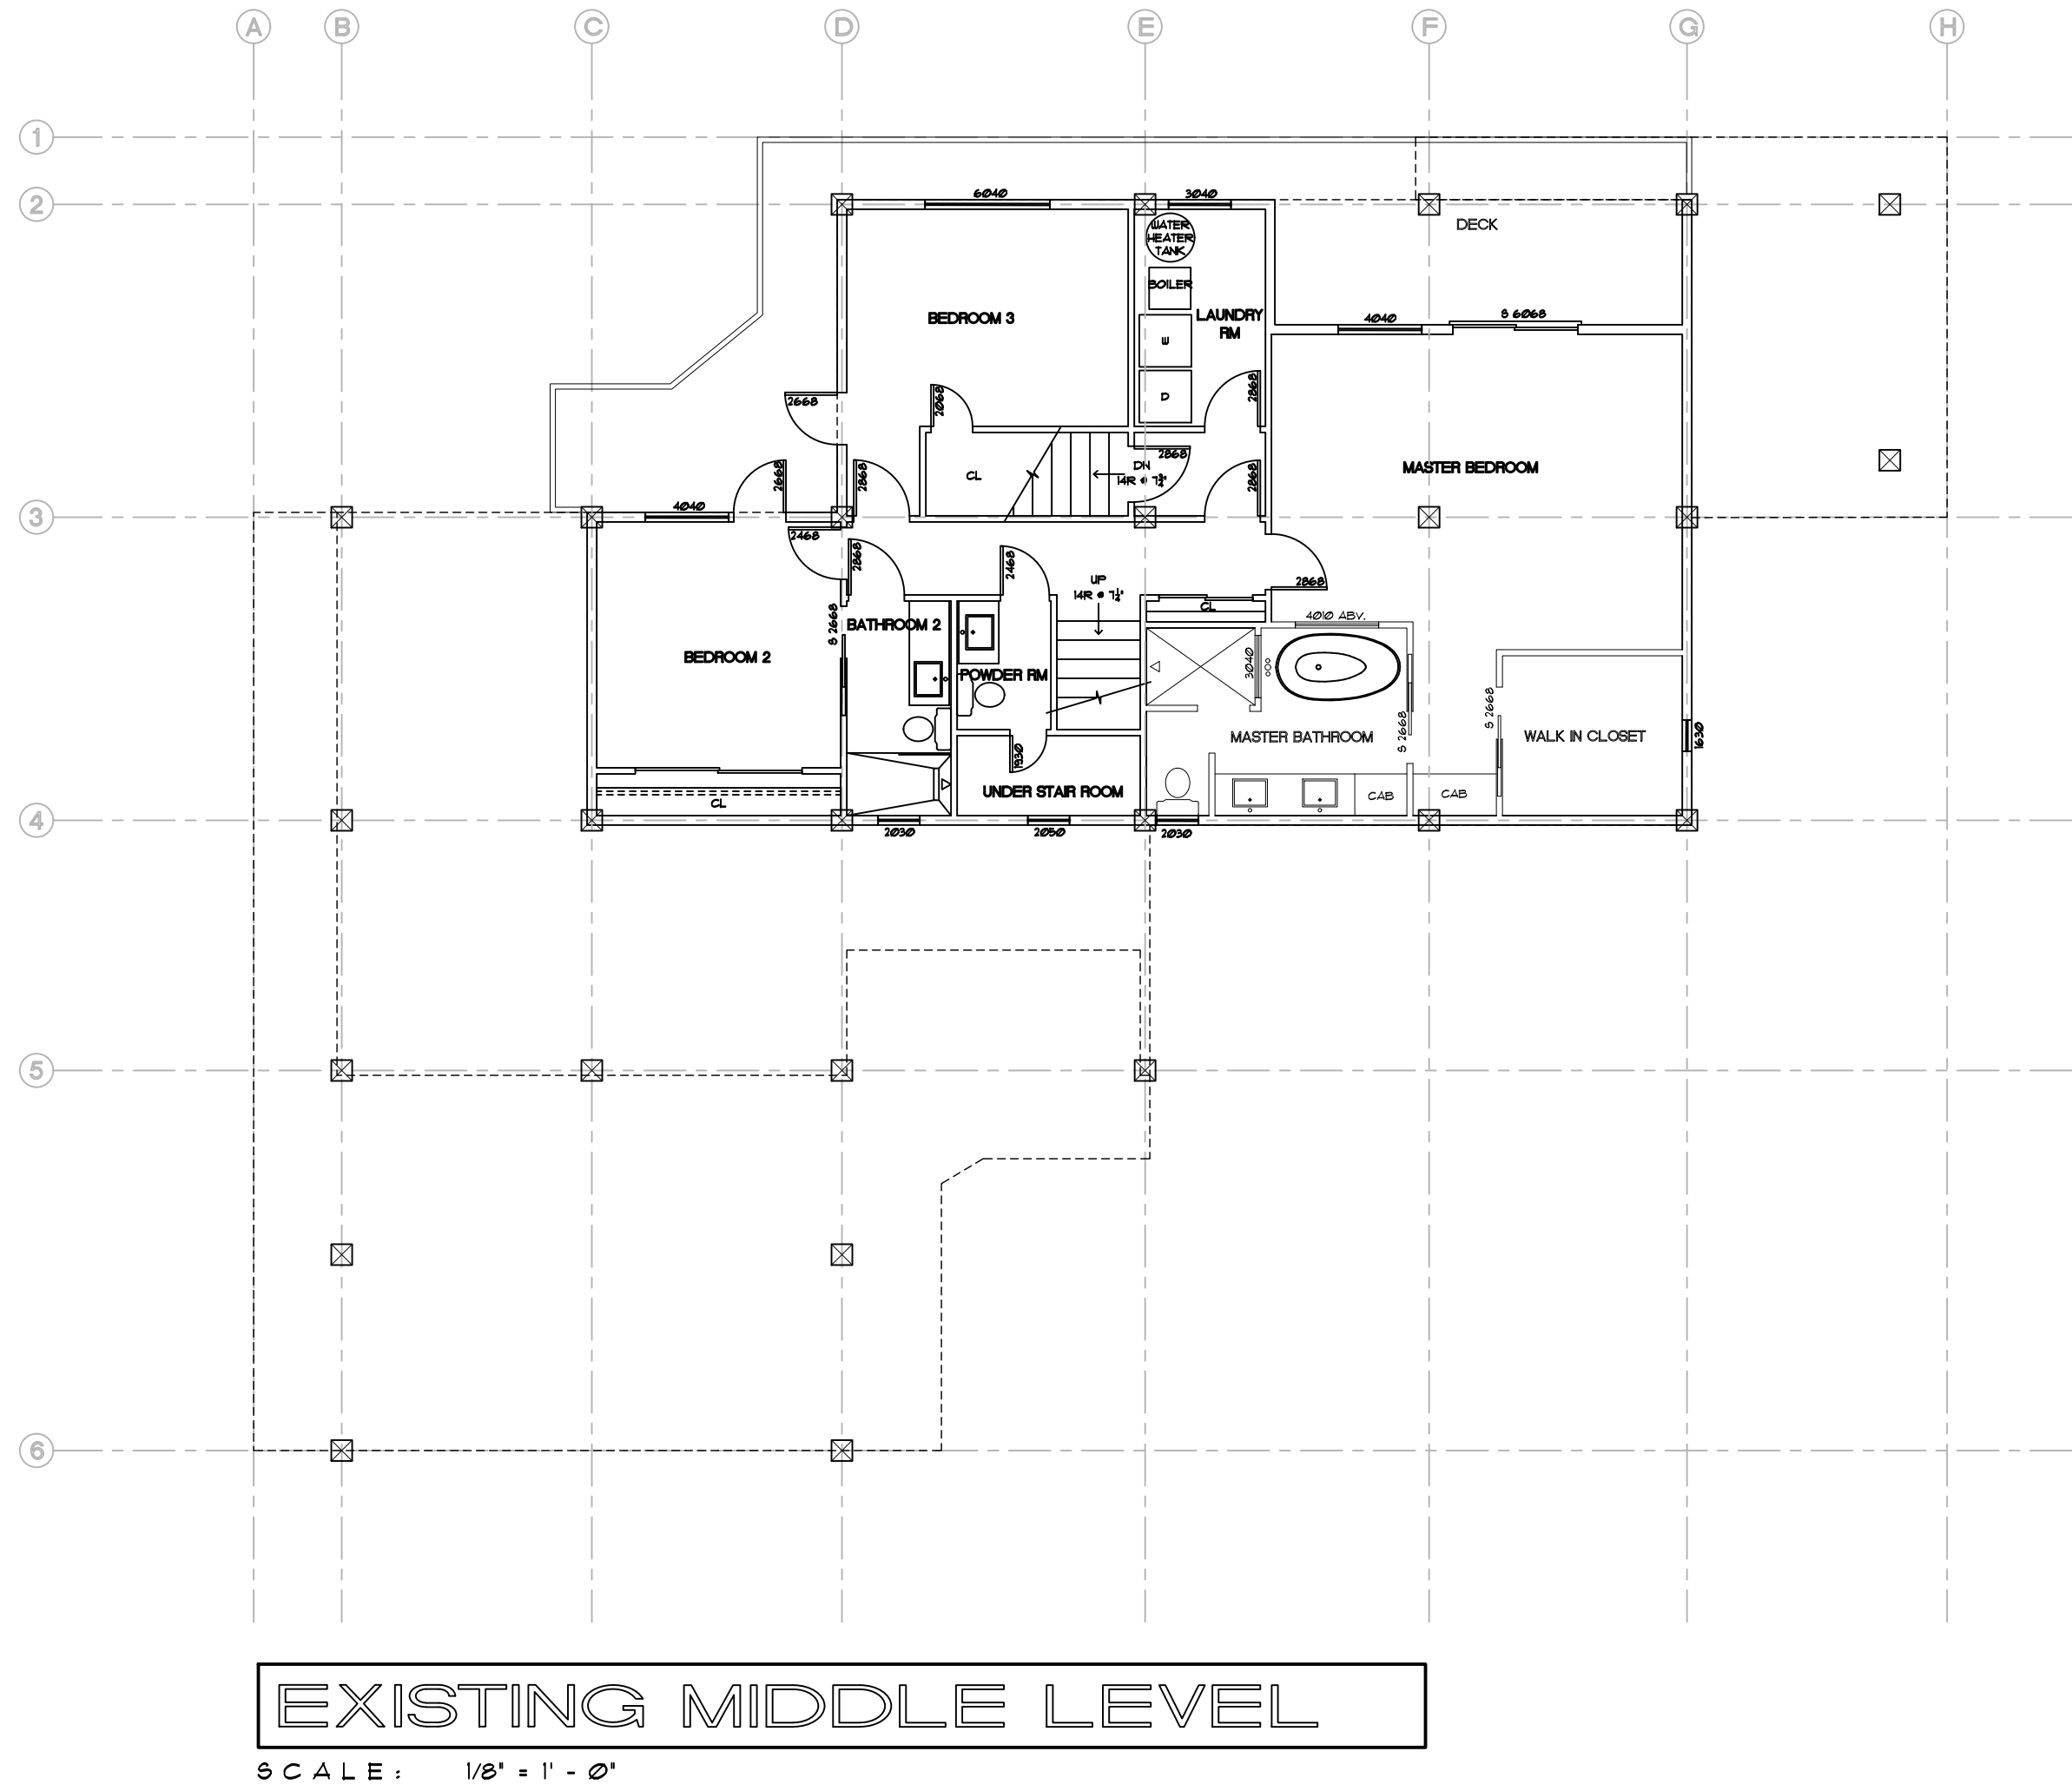 A B C D E F G H
1
2
6040 3040
WATER
HEATER
TANK
DECK
BOILER
BEDROOM 3
LAUNDRY
RM
4040 S 6068
E
D
2668
2068
2868
2868
DN
14R @ 7¾"
CL
MASTER BEDROOM
2668
2868
2868
3
4040
2468
2868
2468
UP
14R @ 7¼"
2868
CL
4010 ABV.
S 2668
BATHROOM 2
BEDROOM 2
POWDER RM
3040
S 2668
S 2668
MASTER BATHROOM
WALK IN CLOSET
1630
1930
UNDER STAIR ROOM
CAB
CAB
CL
4
2030
2050
2030
5
6
EXISTING MIDDLE LEVEL
SCALE: 1/8" = 1' - 0"